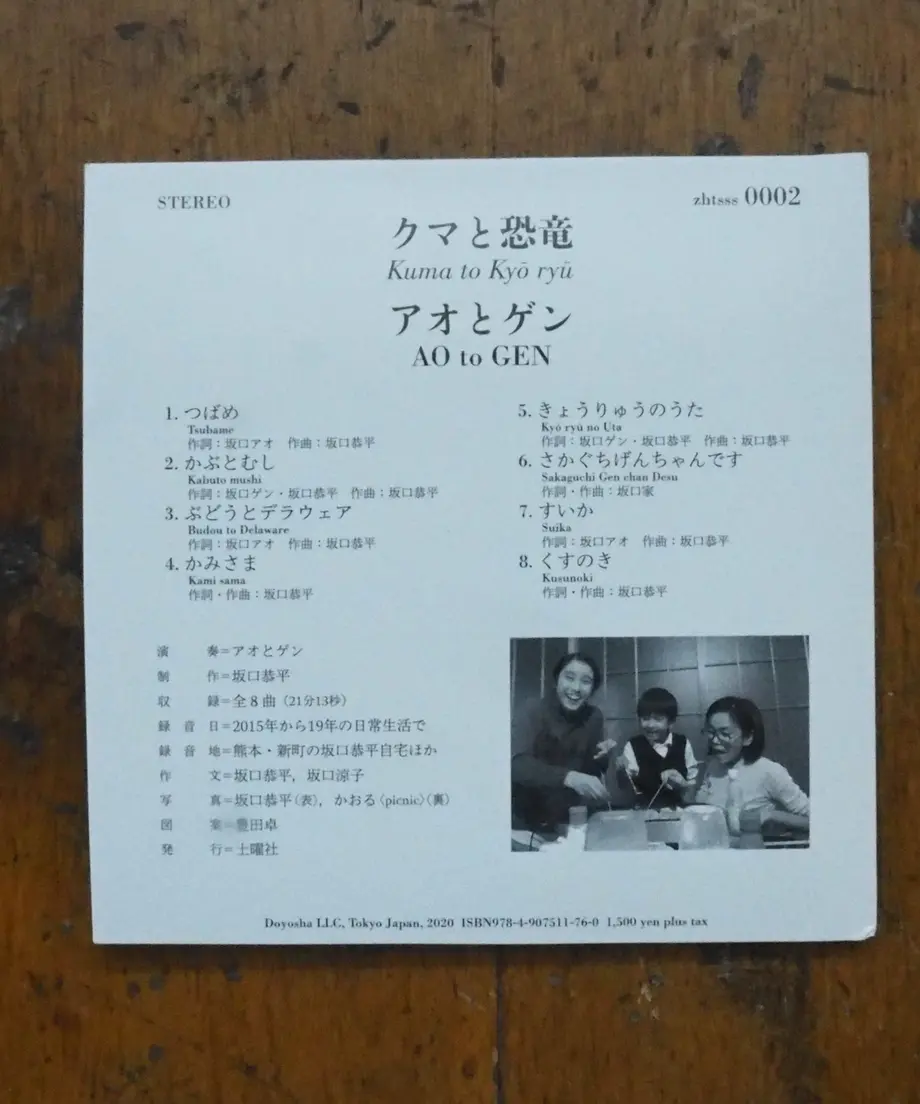 STEREO
zhtsss 0002
クマと恐竜
Kuma to Kyō ryū
アオとゲン
AO to GEN
1. つばめ
Tsubame
作詞：坂口アオ　作曲：坂口恭平
2. かぶとむし
Kabuto mushi
作詞：坂口ゲン・坂口恭平　作曲：坂口恭平
3. ぶどうとデラウェア
Budou to Delaware
作詞：坂口アオ　作曲：坂口恭平
4. かみさま
Kami sama
作詞・作曲：坂口恭平
5. きょうりゅうのうた
Kyō ryū no Uta
作詞：坂口ゲン・坂口恭平　作曲：坂口恭平
6. さかぐちげんちゃんです
Sakaguchi Gen chan Desu
作詞・作曲：坂口家
7. すいか
Suika
作詞：坂口アオ　作曲：坂口恭平
8. くすのき
Kusunoki
作詞・作曲：坂口恭平
演　奏＝アオとゲン
制　作＝坂口恭平
収　録＝全8曲（21分13秒）
録音日＝2015年から19年の日常生活で
録音地＝熊本・新町の坂口恭平自宅ほか
作　文＝坂口恭平，坂口涼子
写　真＝坂口恭平（表），かおる〈picnic〉（裏）
図　案＝豊田卓
発　行＝土曜社
Doyosha LLC, Tokyo Japan, 2020 ISBN978-4-907511-76-0 1,500 yen plus tax